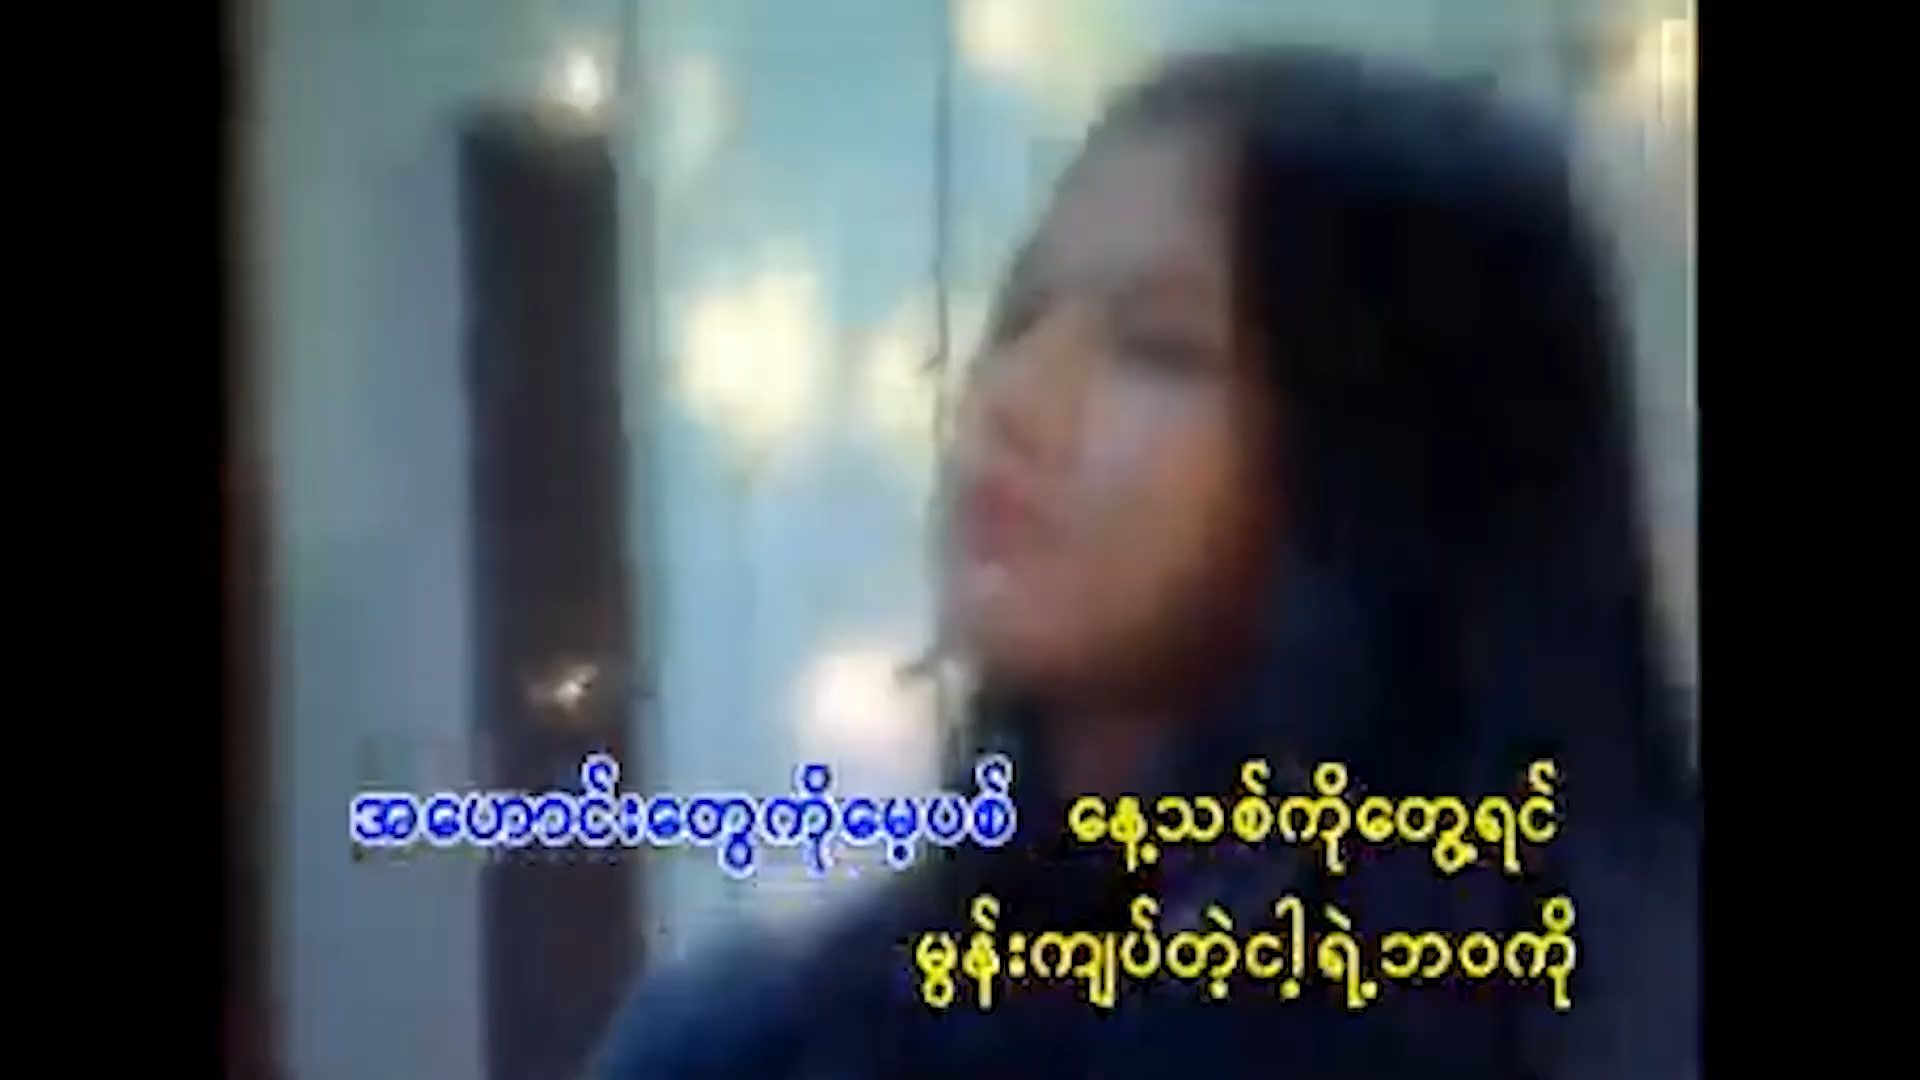 အဟောင်းတွေကိုမေ့ပစ် နေ့သစ်ကိုတွေ့ရင်
မွန်းကျပ်တဲ့ငါ့ရဲ့ဘဝကို